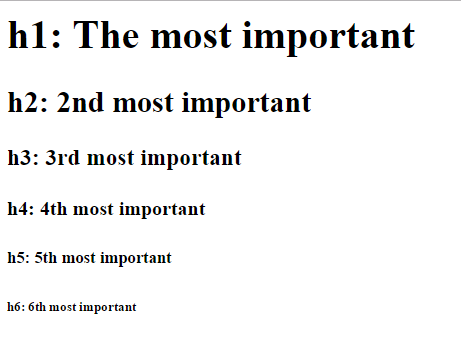 h1: The most important
h2: 2nd most important
h3: 3rd most important
h4: 4th most important
h5: 5th most important
h6: 6th most important